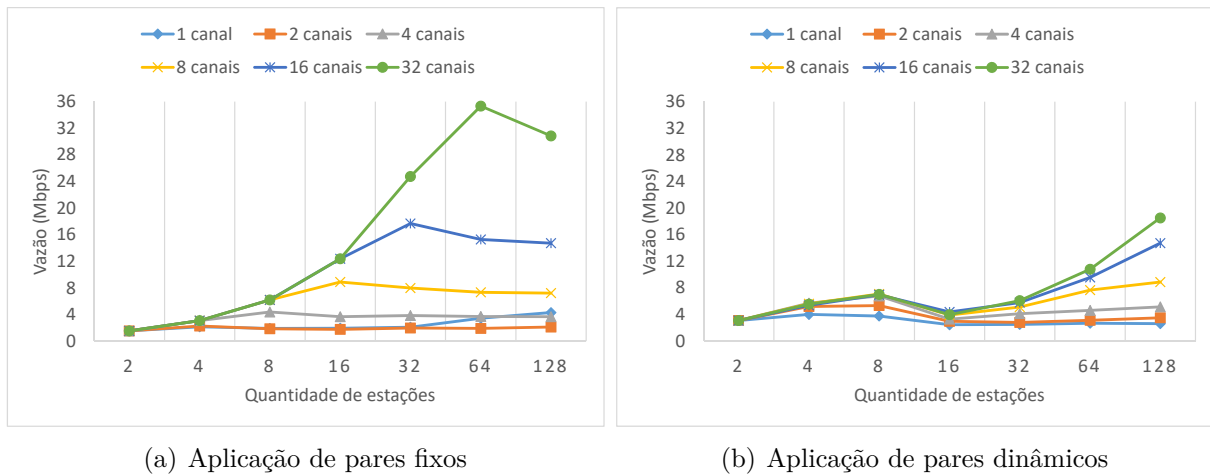 1 canal 2 canais 4 canais
8 canais 16 canais 32 canais
36
32
28
24
20
16
12
8
4
0
Vazão (Mbps)
2 4 8 16 32 64 128
Quantidade de estações
(a) Aplicação de pares fixos
1 canal 2 canais 4 canais
8 canais 16 canais 32 canais
36
32
28
24
20
16
12
8
4
0
Vazão (Mbps)
2 4 8 16 32 64 128
Quantidade de estações
(b) Aplicação de pares dinâmicos